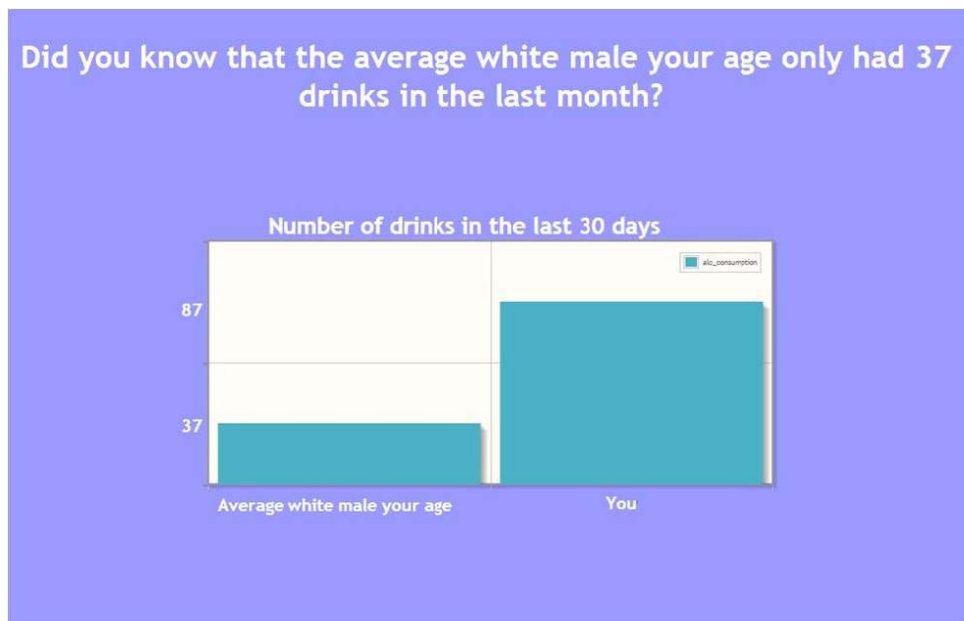 Did you know that the average white male your age only had 37
drinks in the last month?
Number of drinks in the last 30 days
alc_consumption
87
37
Average white male your age
You